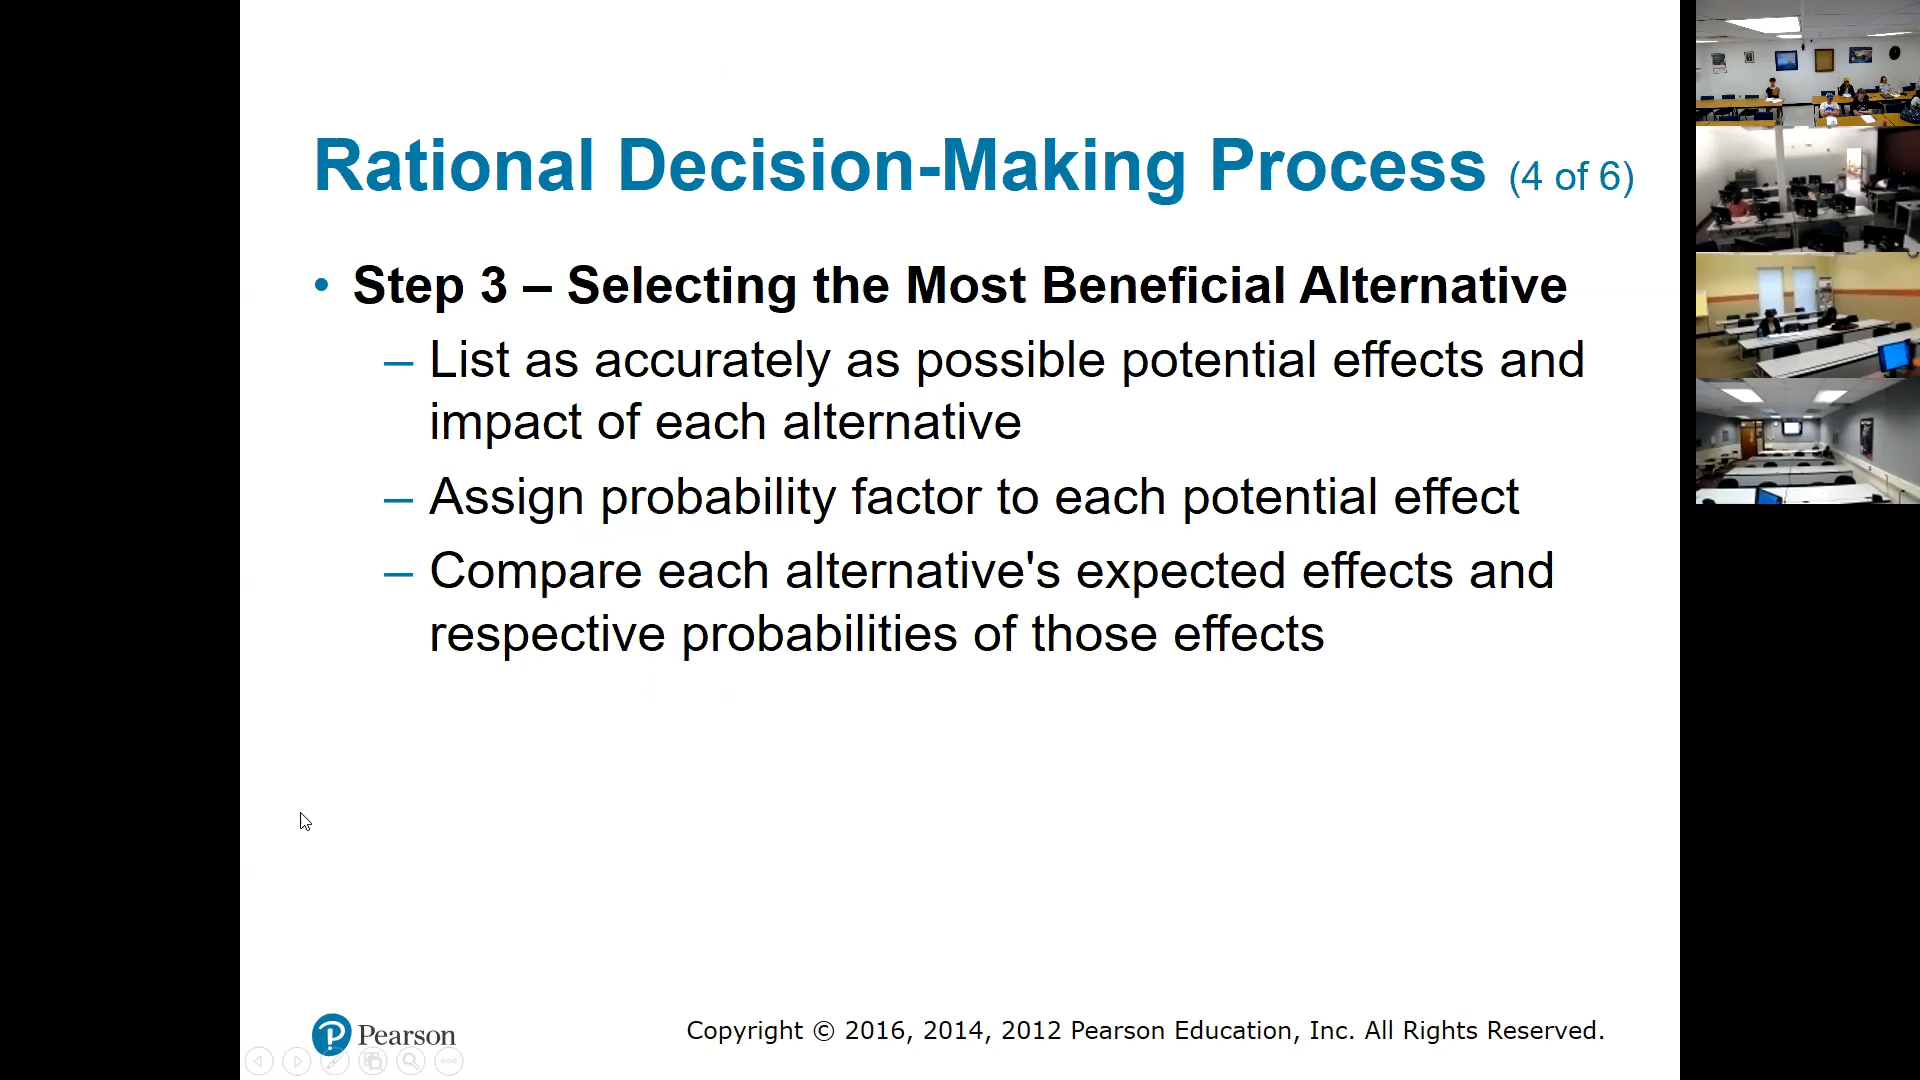 Rational Decision-Making Process (4 of 6)
• Step 3 – Selecting the Most Beneficial Alternative
– List as accurately as possible potential effects and
impact of each alternative
– Assign probability factor to each potential effect
– Compare each alternative's expected effects and
respective probabilities of those effects
Pearson
Copyright © 2016, 2014, 2012 Pearson Education, Inc. All Rights Reserved.